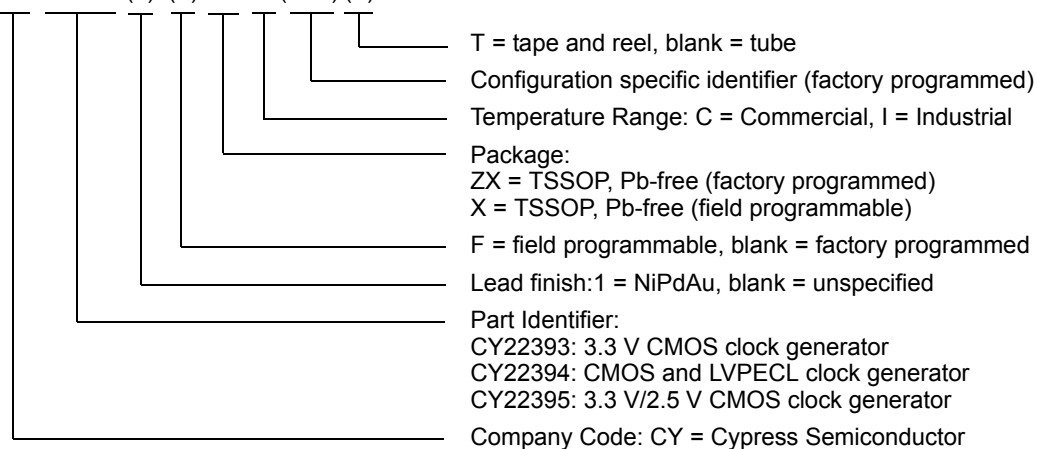 T = tape and reel, blank = tube
Configuration specific identifier (factory programmed)
Temperature Range: C = Commercial, I = Industrial
Package:
ZX = TSSOP, Pb-free (factory programmed)
X = TSSOP, Pb-free (field programmable)
F = field programmable, blank = factory programmed
Lead finish:1 = NiPdAu, blank = unspecified
Part Identifier:
CY22393: 3.3 V CMOS clock generator
CY22394: CMOS and LVPECL clock generator
CY22395: 3.3 V/2.5 V CMOS clock generator
Company Code: CY = Cypress Semiconductor